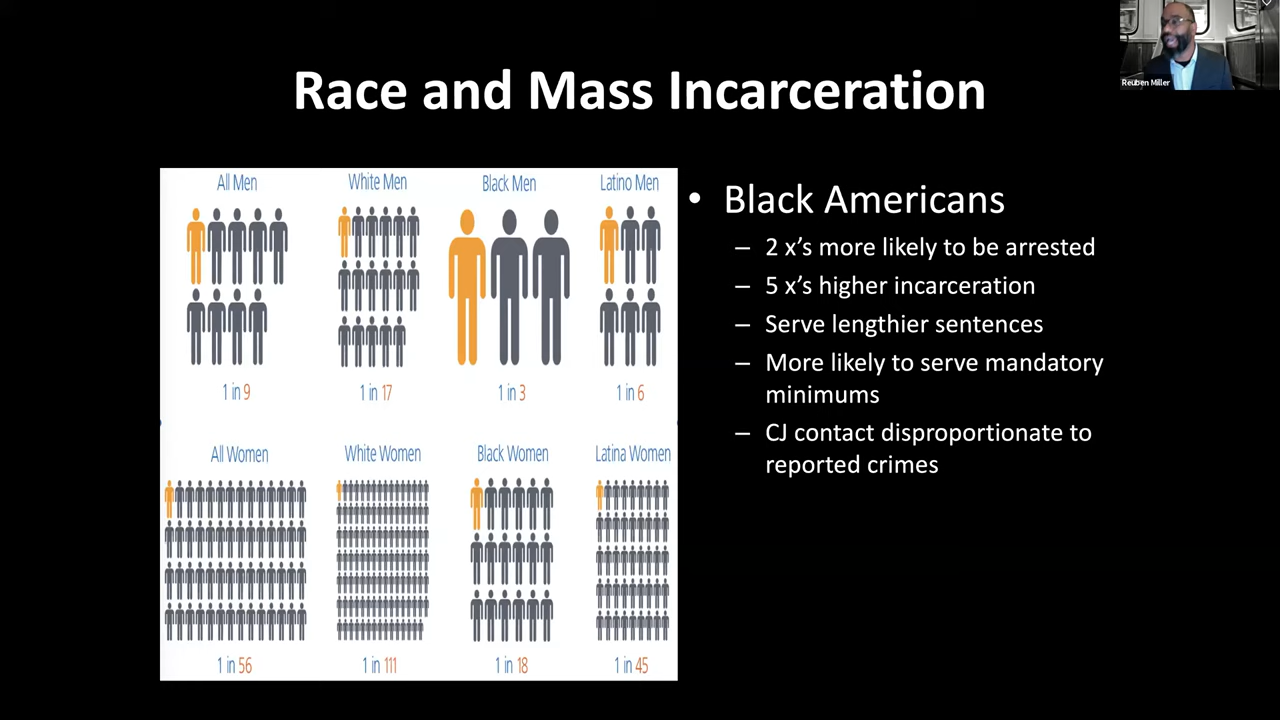 Reuben Miller
Race and Mass Incarceration
All Men
White Men
Black Men
Latino Men
1 in 9
1 in 17
1 in 3
1 in 6
All Women
White Women
Black Women
Latina Women
1 in 56
1 in 111
1 in 18
1 in 45
• Black Americans
– 2 x’s more likely to be arrested
– 5 x’s higher incarceration
– Serve lengthier sentences
– More likely to serve mandatory
minimums
– CJ contact disproportionate to
reported crimes